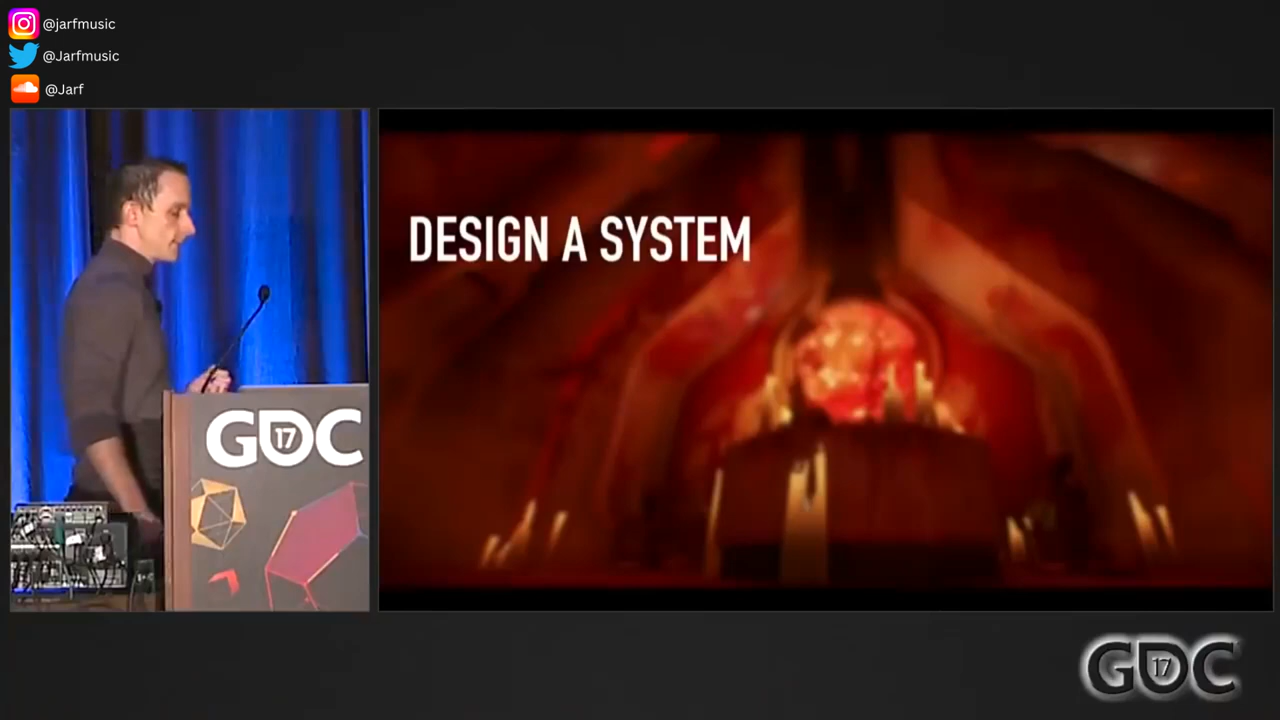 @jarfmusic
@Jarfmusic
@Jarf
DESIGN A SYSTEM
GDC
17
GDC
17